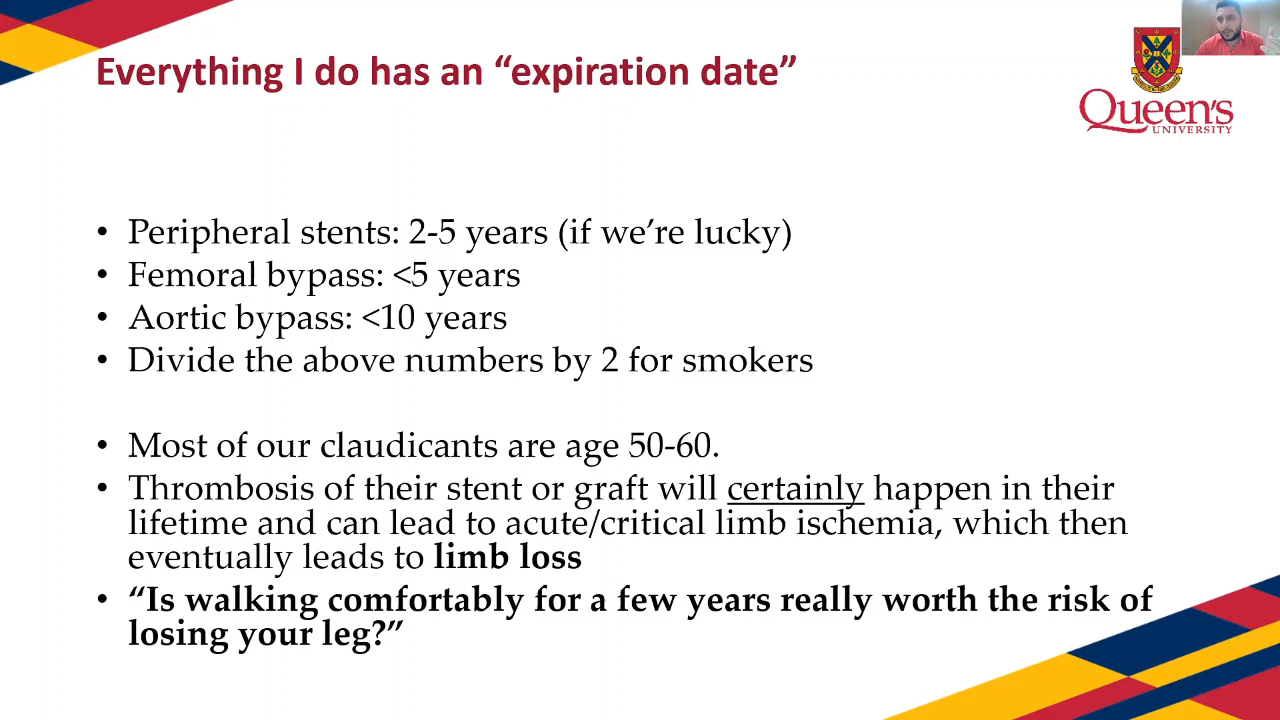 Everything I do has an “expiration date”
Queen's
UNIVERSITY
• Peripheral stents: 2-5 years (if we’re lucky)
• Femoral bypass: <5 years
• Aortic bypass: <10 years
• Divide the above numbers by 2 for smokers
• Most of our claudicants are age 50-60.
• Thrombosis of their stent or graft will certainly happen in their
lifetime and can lead to acute/critical limb ischemia, which then
eventually leads to limb loss
• “Is walking comfortably for a few years really worth the risk of
losing your leg?”